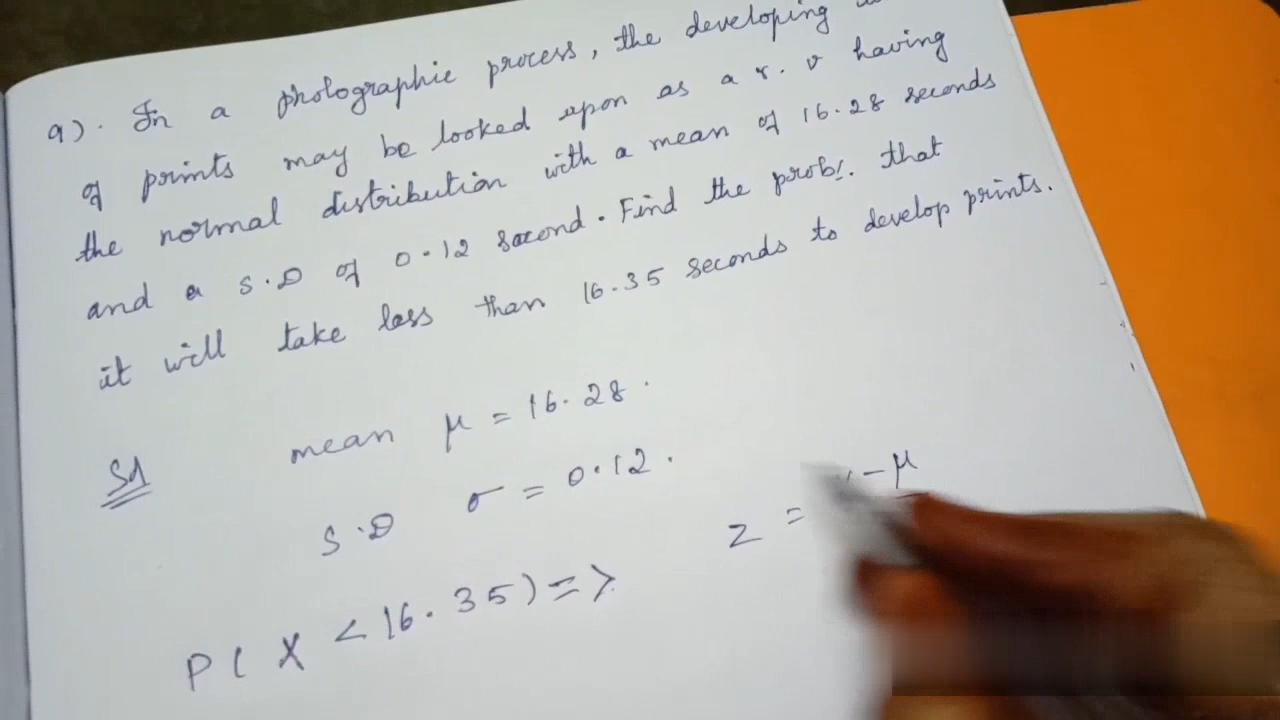 9). In a photographic process, the developing
of prints may be looked upon as a r. v having
the normal distribution with a mean of 16.28 seconds
and a S.D of 0.12 second. Find the probl. that
it will take less than 16.35 seconds to develop prints.
Sol
mean μ = 16.28.
S.D σ = 0.12.
z = - μ
P( X < 16.35) =>